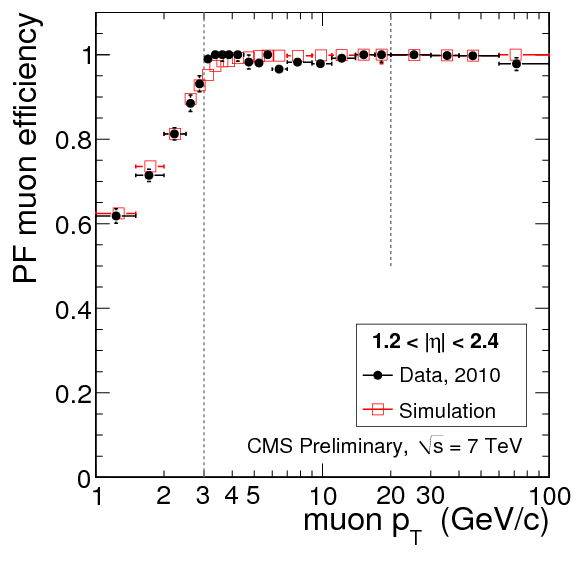 PF muon efficiency
1
0.8
0.6
0.4
0.2
0
1.2 < |η| < 2.4
Data, 2010
Simulation
CMS Preliminary, √s = 7 TeV
1 2 3 4 5 10 20 30 100
muon pT (GeV/c)